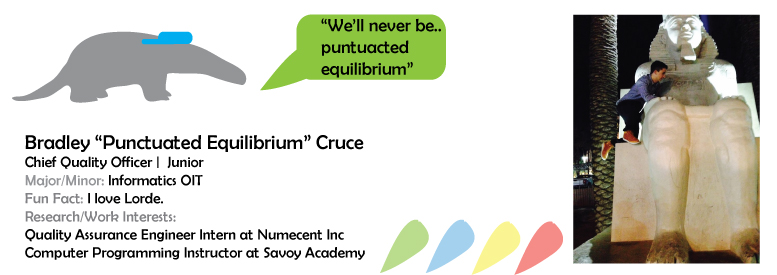 “We’ll never be..
puntuacted
equilibrium”
Bradley “Punctuated Equilibrium” Cruce
Chief Quality Officer | Junior
Major/Minor: Informatics OIT
Fun Fact: I love Lorde.
Research/Work Interests:
Quality Assurance Engineer Intern at Numecent Inc
Computer Programming Instructor at Savoy Academy